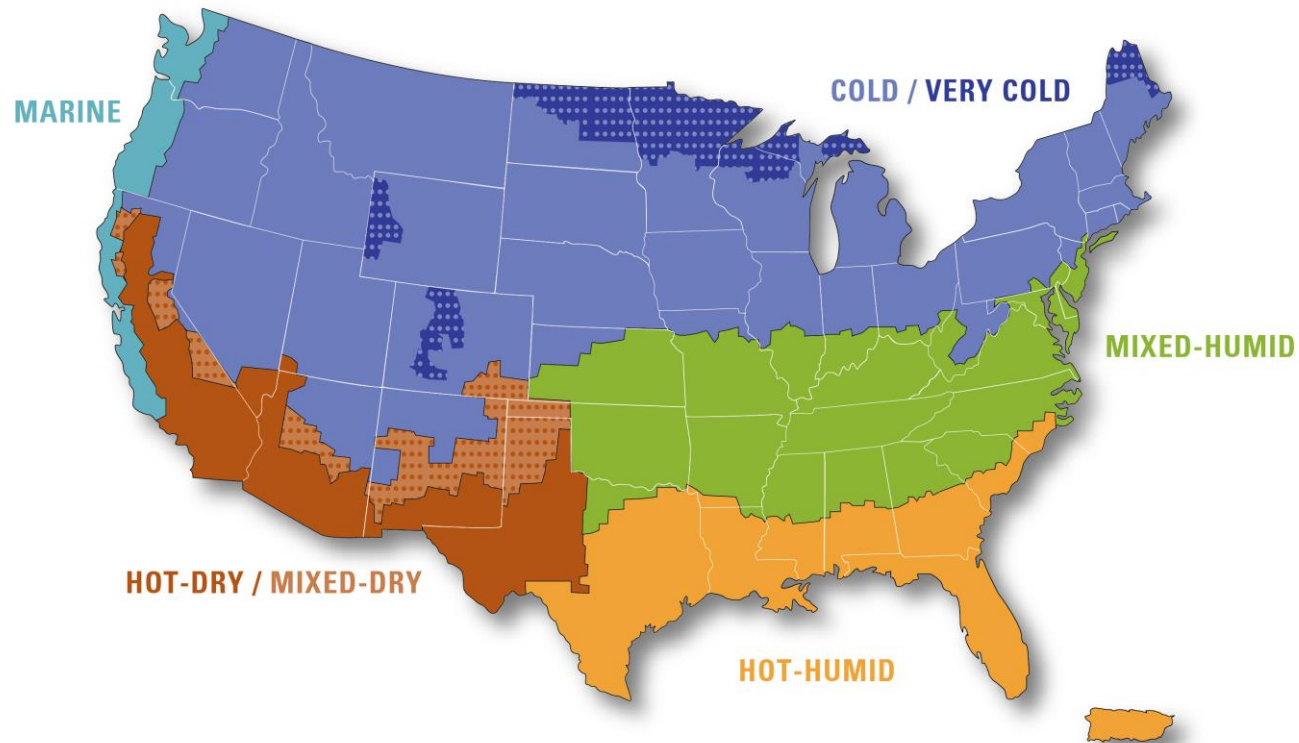 COLD / VERY COLD
MARINE
MIXED-HUMID
HOT-DRY / MIXED-DRY
HOT-HUMID